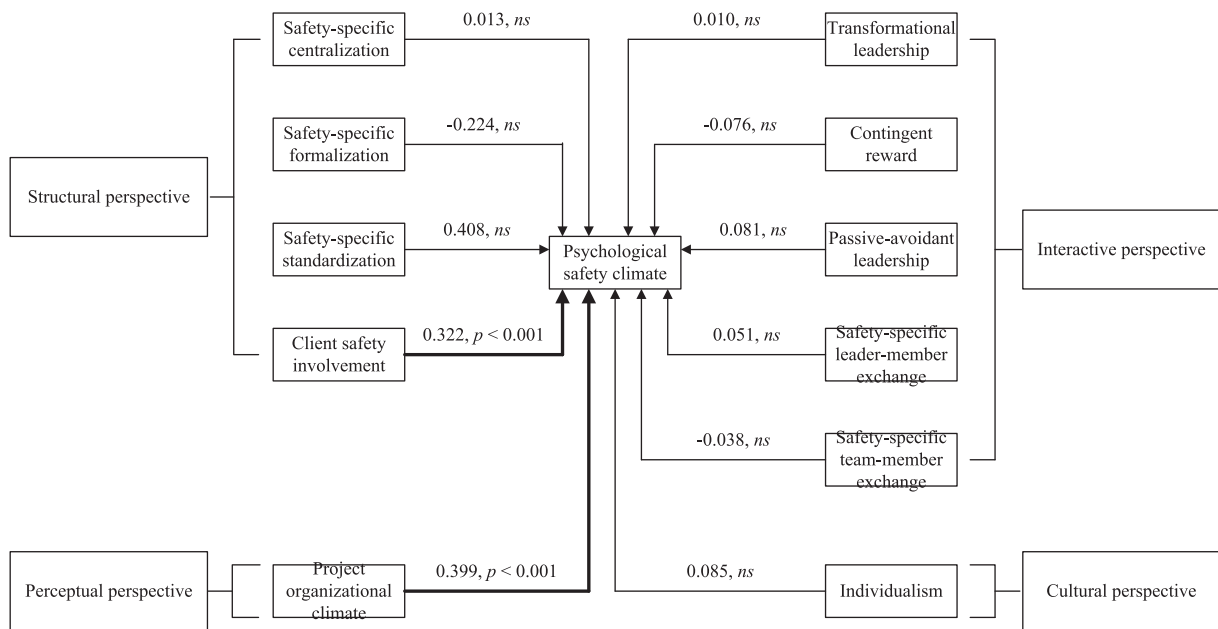 Structural perspective
Safety-specific
centralization
0.013, ns
Safety-specific
formalization
-0.224, ns
Safety-specific
standardization
0.408, ns
Client safety
involvement
0.322, p < 0.001
Perceptual perspective
Project
organizational
climate
0.399, p < 0.001
Psychological
safety climate
0.010, ns
Transformational
leadership
-0.076, ns
Contingent
reward
0.081, ns
Passive-avoidant
leadership
0.051, ns
Safety-specific
leader-member
exchange
-0.038, ns
Safety-specific
team-member
exchange
Interactive perspective
0.085, ns
Individualism
Cultural perspective